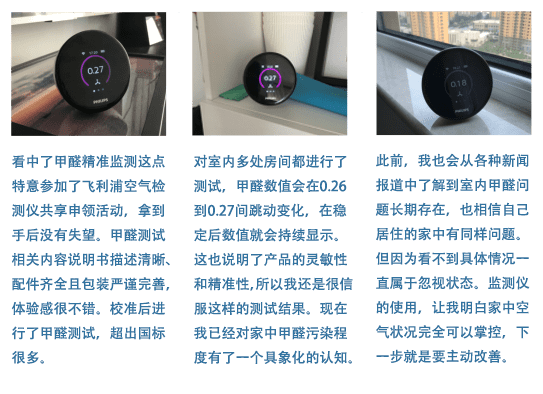 0.27
PHILIPS
0.27
0.18
看中了甲醛精准监测这点
特意参加了飞利浦空气检
测仪共享申领活动，拿到
手后没有失望。甲醛测试
相关内容说明书描述清晰、
配件齐全且包装严谨完善，
体验感很不错。校准后进
行了甲醛测试，超出国标
很多。
对室内多处房间都进行了
测试，甲醛数值会在0.26
到0.27间跳动变化，在稳
定后数值就会持续显示。
这也说明了产品的灵敏性
和精准性，所以我还是很信
服这样的测试结果。现在
我已经对家中甲醛污染程
度有了一个具象化的认知。
此前，我也会从各种新闻
报道中了解到室内甲醛问
题长期存在，也相信自己
居住的家中有同样问题。
但因为看不到具体情况一
直属于忽视状态。监测仪
的使用，让我明白家中空
气状况完全可以掌控，下
一步就是要主动改善。